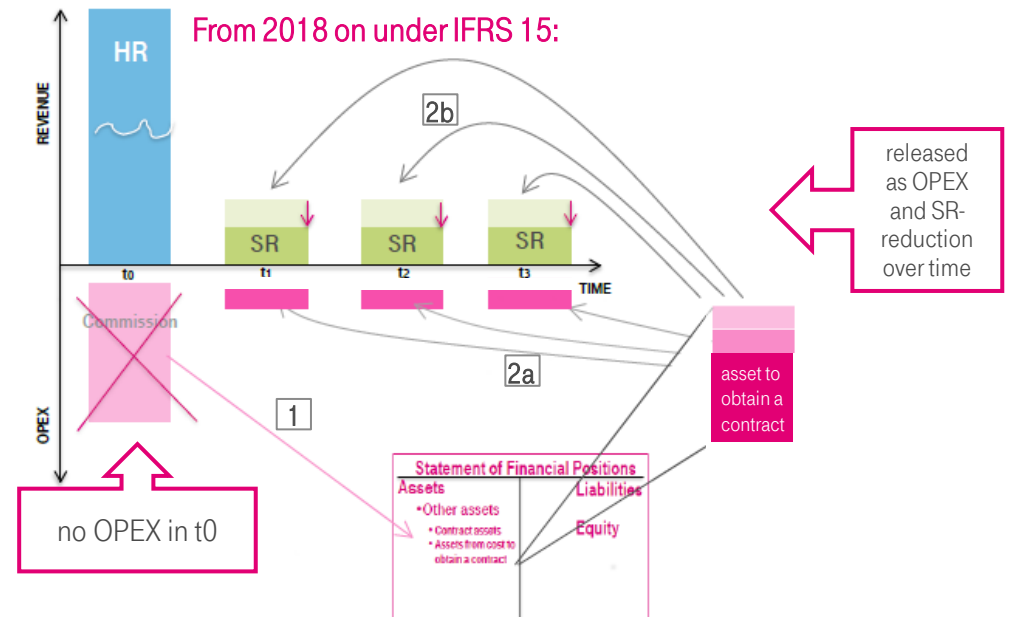 From 2018 on under IFRS 15:
HR
REVENUE
2b
released
as OPEX
and SR-
reduction
over time
SR
SR
SR
t0
t1
t2
t3
TIME
Commission
2a
asset to
obtain a
contract
1
OPEX
no OPEX in t0
Statement of Financial Positions
Assets
Liabilities
•Other assets
• Contract assets
Equity
• Assets from cost to
obtain a contract